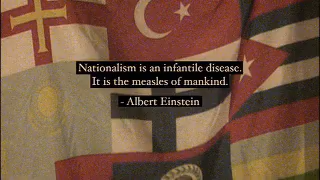 Nationalism is an infantile disease.
It is the measles of mankind.
- Albert Einstein